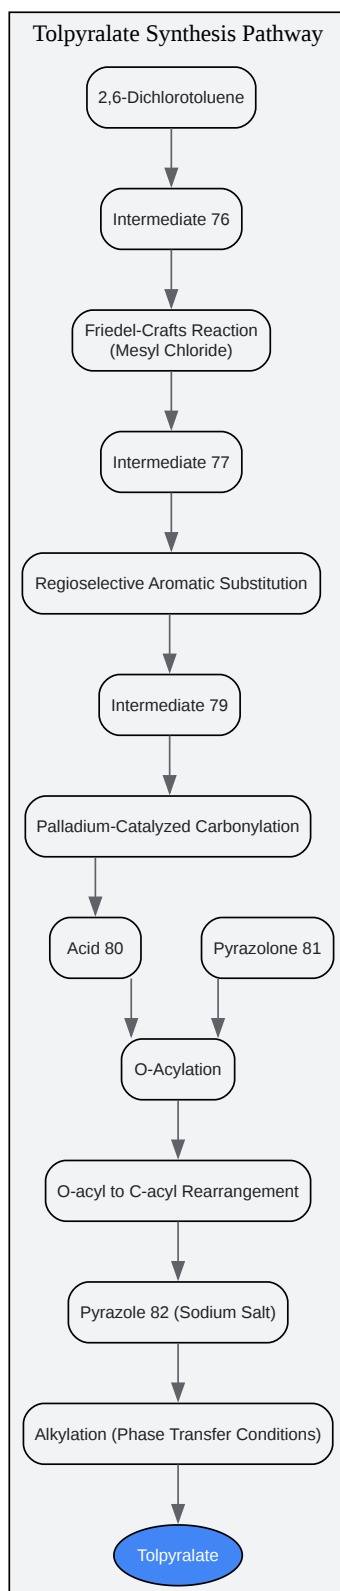 Tolpyralate Synthesis Pathway
2,6-Dichlorotoluene
Intermediate 76
Friedel-Crafts Reaction
(Mesyl Chloride)
Intermediate 77
Regioselective Aromatic Substitution
Intermediate 79
Palladium-Catalyzed Carbonylation
Acid 80
Pyrazolone 81
O-Acylation
O-acyl to C-acyl Rearrangement
Pyrazole 82 (Sodium Salt)
Alkylation (Phase Transfer Conditions)
Tolpyralate